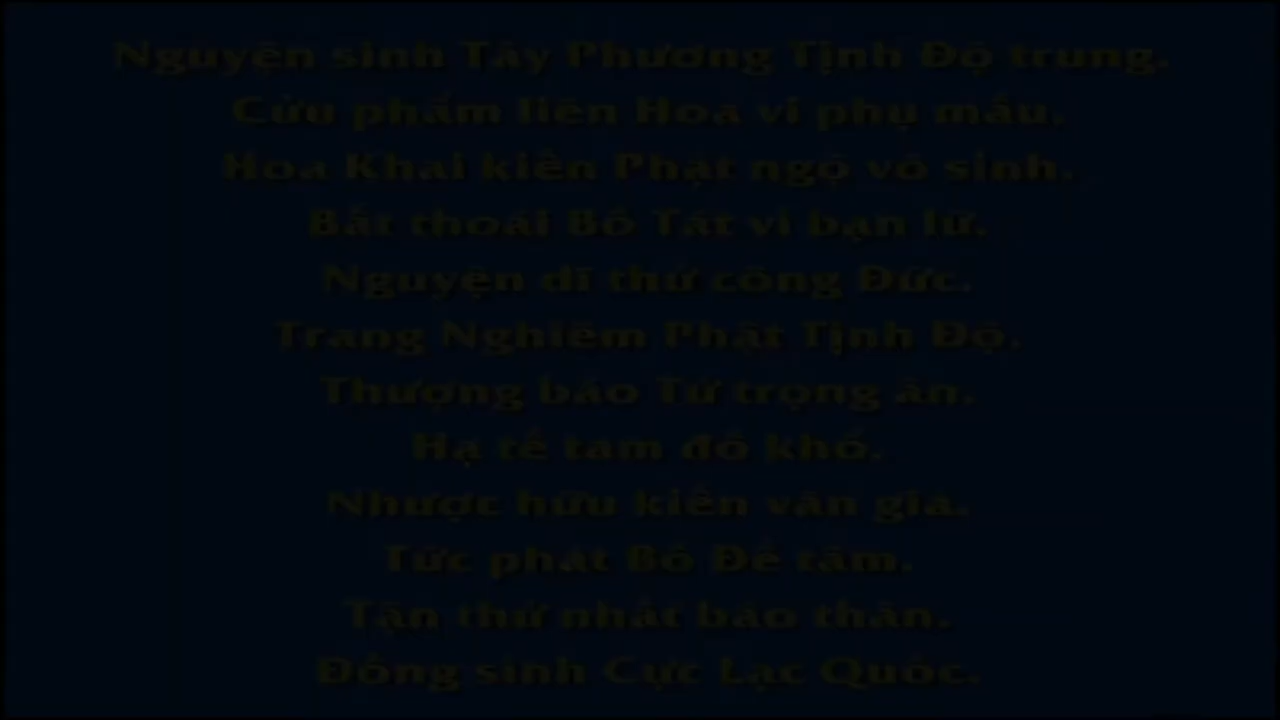 Nguyện sinh Tây Phương Tịnh Độ trung.
Cửu phẩm liên Hoa vi phụ mẫu.
Hoa Khai kiến Phật ngộ vô sinh.
Bất thoái Bồ Tát vi bạn lữ.
Nguyện dĩ thử công Đức.
Trang Nghiêm Phật Tịnh Độ.
Thượng báo Tứ trọng ân.
Hạ tế tam đồ khổ.
Nhược hữu kiến văn giả.
Tức phát Bồ Đề tâm.
Tận thử nhất báo thân.
Đồng sinh Cực Lạc Quốc.